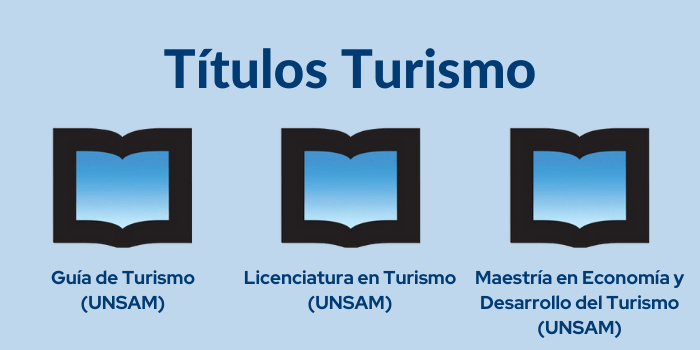 Títulos Turismo
Guía de Turismo
(UNSAM)
Licenciatura en Turismo
(UNSAM)
Maestría en Economía y
Desarrollo del Turismo
(UNSAM)